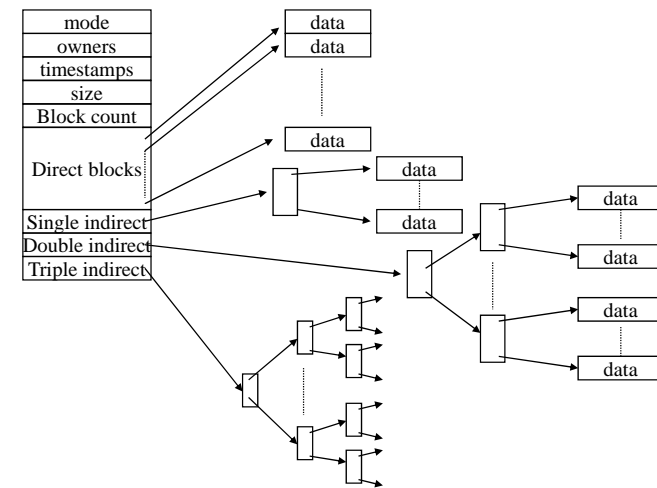 mode
owners
timestamps
size
Block count
Direct blocks
Single indirect
Double indirect
Triple indirect
data
data
data
data
data
data
data
data
data